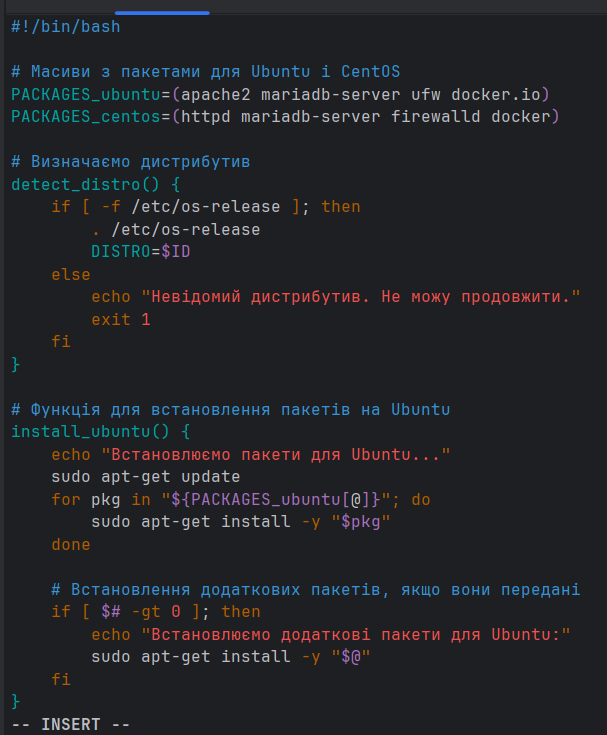 #!/bin/bash

# Масиви з пакетами для Ubuntu і CentOS
PACKAGES_ubuntu=(apache2 mariadb-server ufw docker.io)
PACKAGES_centos=(httpd mariadb-server firewalld docker)

# Визначаємо дистрибутив
detect_distro() {
    if [ -f /etc/os-release ]; then
        . /etc/os-release
        DISTRO=$ID
    else
        echo "Невідомий дистрибутив. Не можу продовжити."
        exit 1
    fi
}

# Функція для встановлення пакетів на Ubuntu
install_ubuntu() {
    echo "Встановлюємо пакети для Ubuntu..."
    sudo apt-get update
    for pkg in "${PACKAGES_ubuntu[@]}"; do
        sudo apt-get install -y "$pkg"
    done

    # Встановлення додаткових пакетів, якщо вони передані
    if [ $# -gt 0 ]; then
        echo "Встановлюємо додаткові пакети для Ubuntu:"
        sudo apt-get install -y "$@"
    fi
}
-- INSERT --